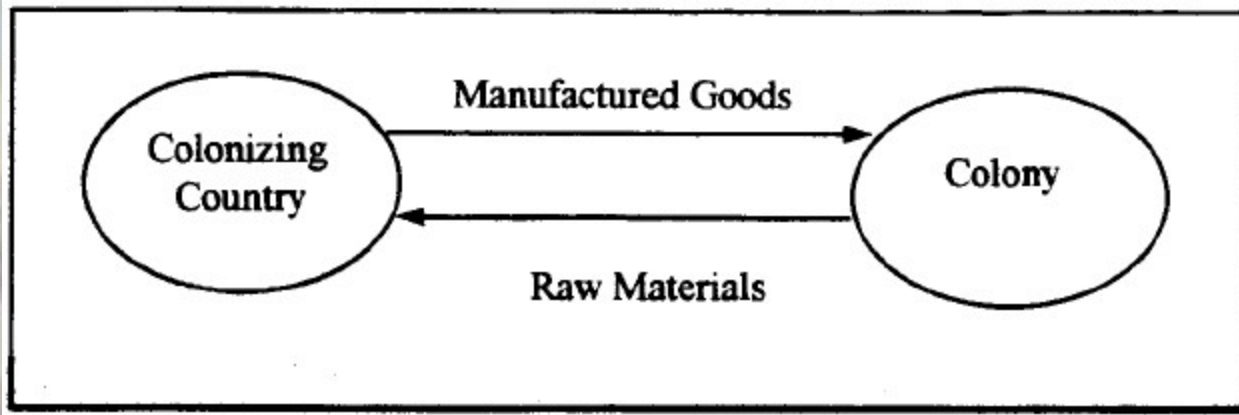 Manufactured Goods
Colonizing
Country
Colony
Raw Materials